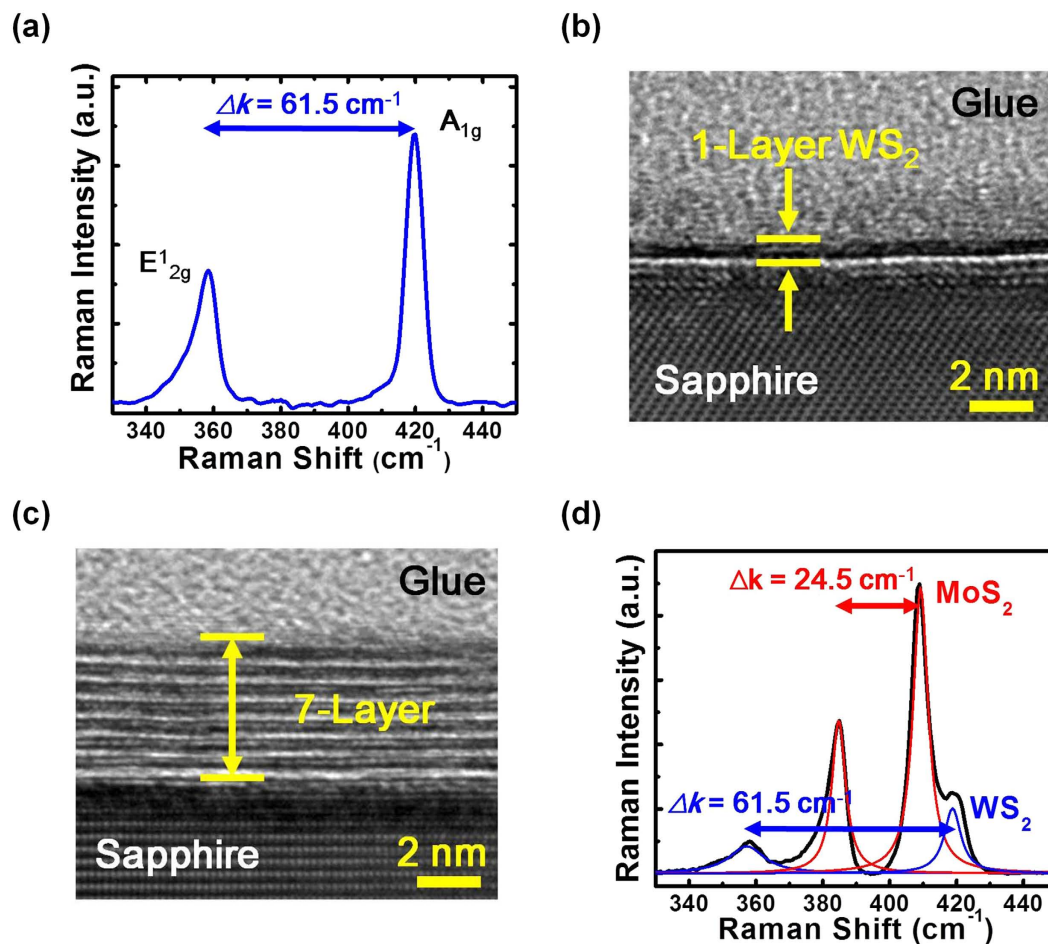 (a)
Raman Intensity (a.u.)
Δk = 61.5 cm⁻¹
A₁g
E¹₂g
340 360 380 400 420 440
Raman Shift (cm⁻¹)
(b)
Glue
1-Layer WS₂
Sapphire
2 nm
(c)
Glue
7-Layer
Sapphire
2 nm
(d)
Raman Intensity (a.u.)
Δk = 24.5 cm⁻¹
MoS₂
Δk = 61.5 cm⁻¹
WS₂
340 360 380 400 420 440
Raman Shift (cm⁻¹)